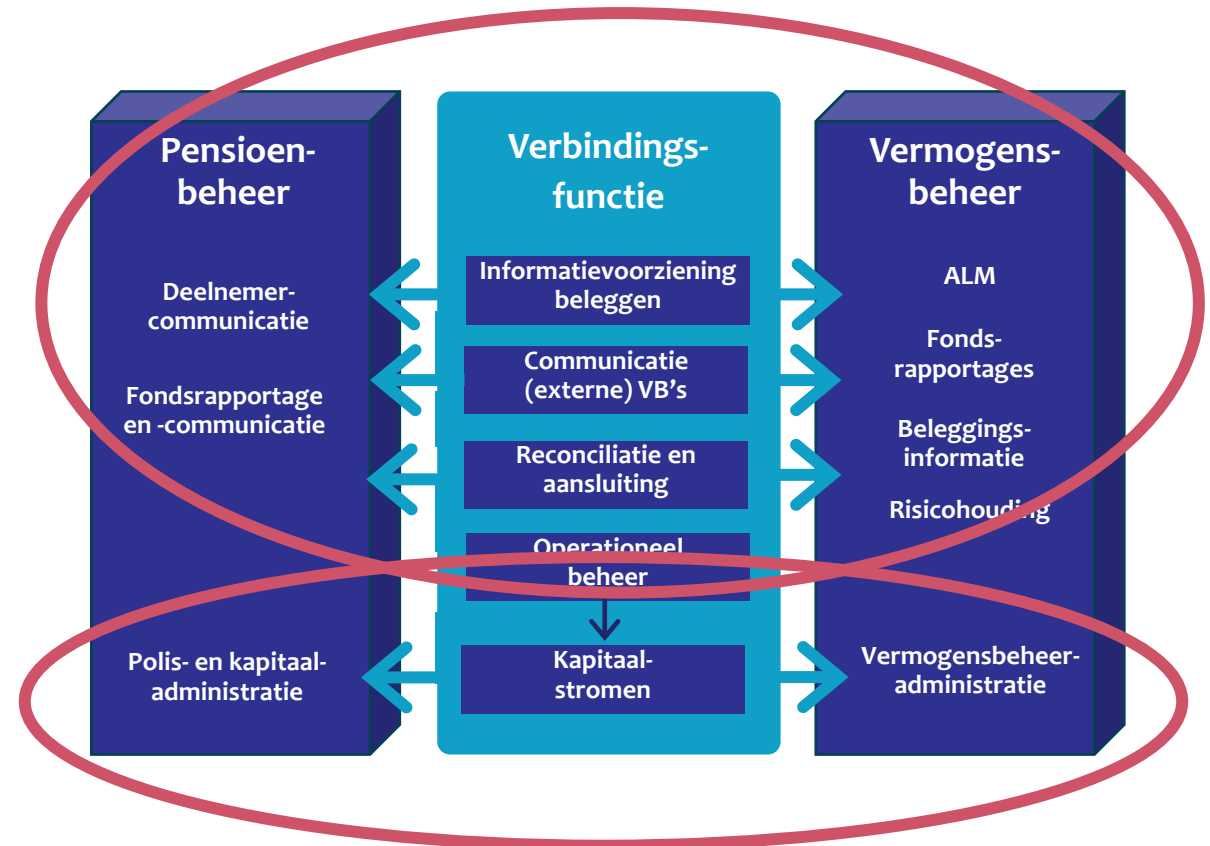 Pensioen-
beheer
Deelnemer-
communicatie
Fondsrapportage
en -communicatie
Polis- en kapitaal-
administratie
Verbindings-
functie
Informatievoorziening
beleggen
Communicatie
(externe) VB's
Reconciliatie en
aansluiting
Operationeel
beheer
Kapitaal-
stromen
Vermogens-
beheer
ALM
Fonds-
rapportages
Beleggings-
informatie
Risicohouding
Vermogensbeheer-
administratie